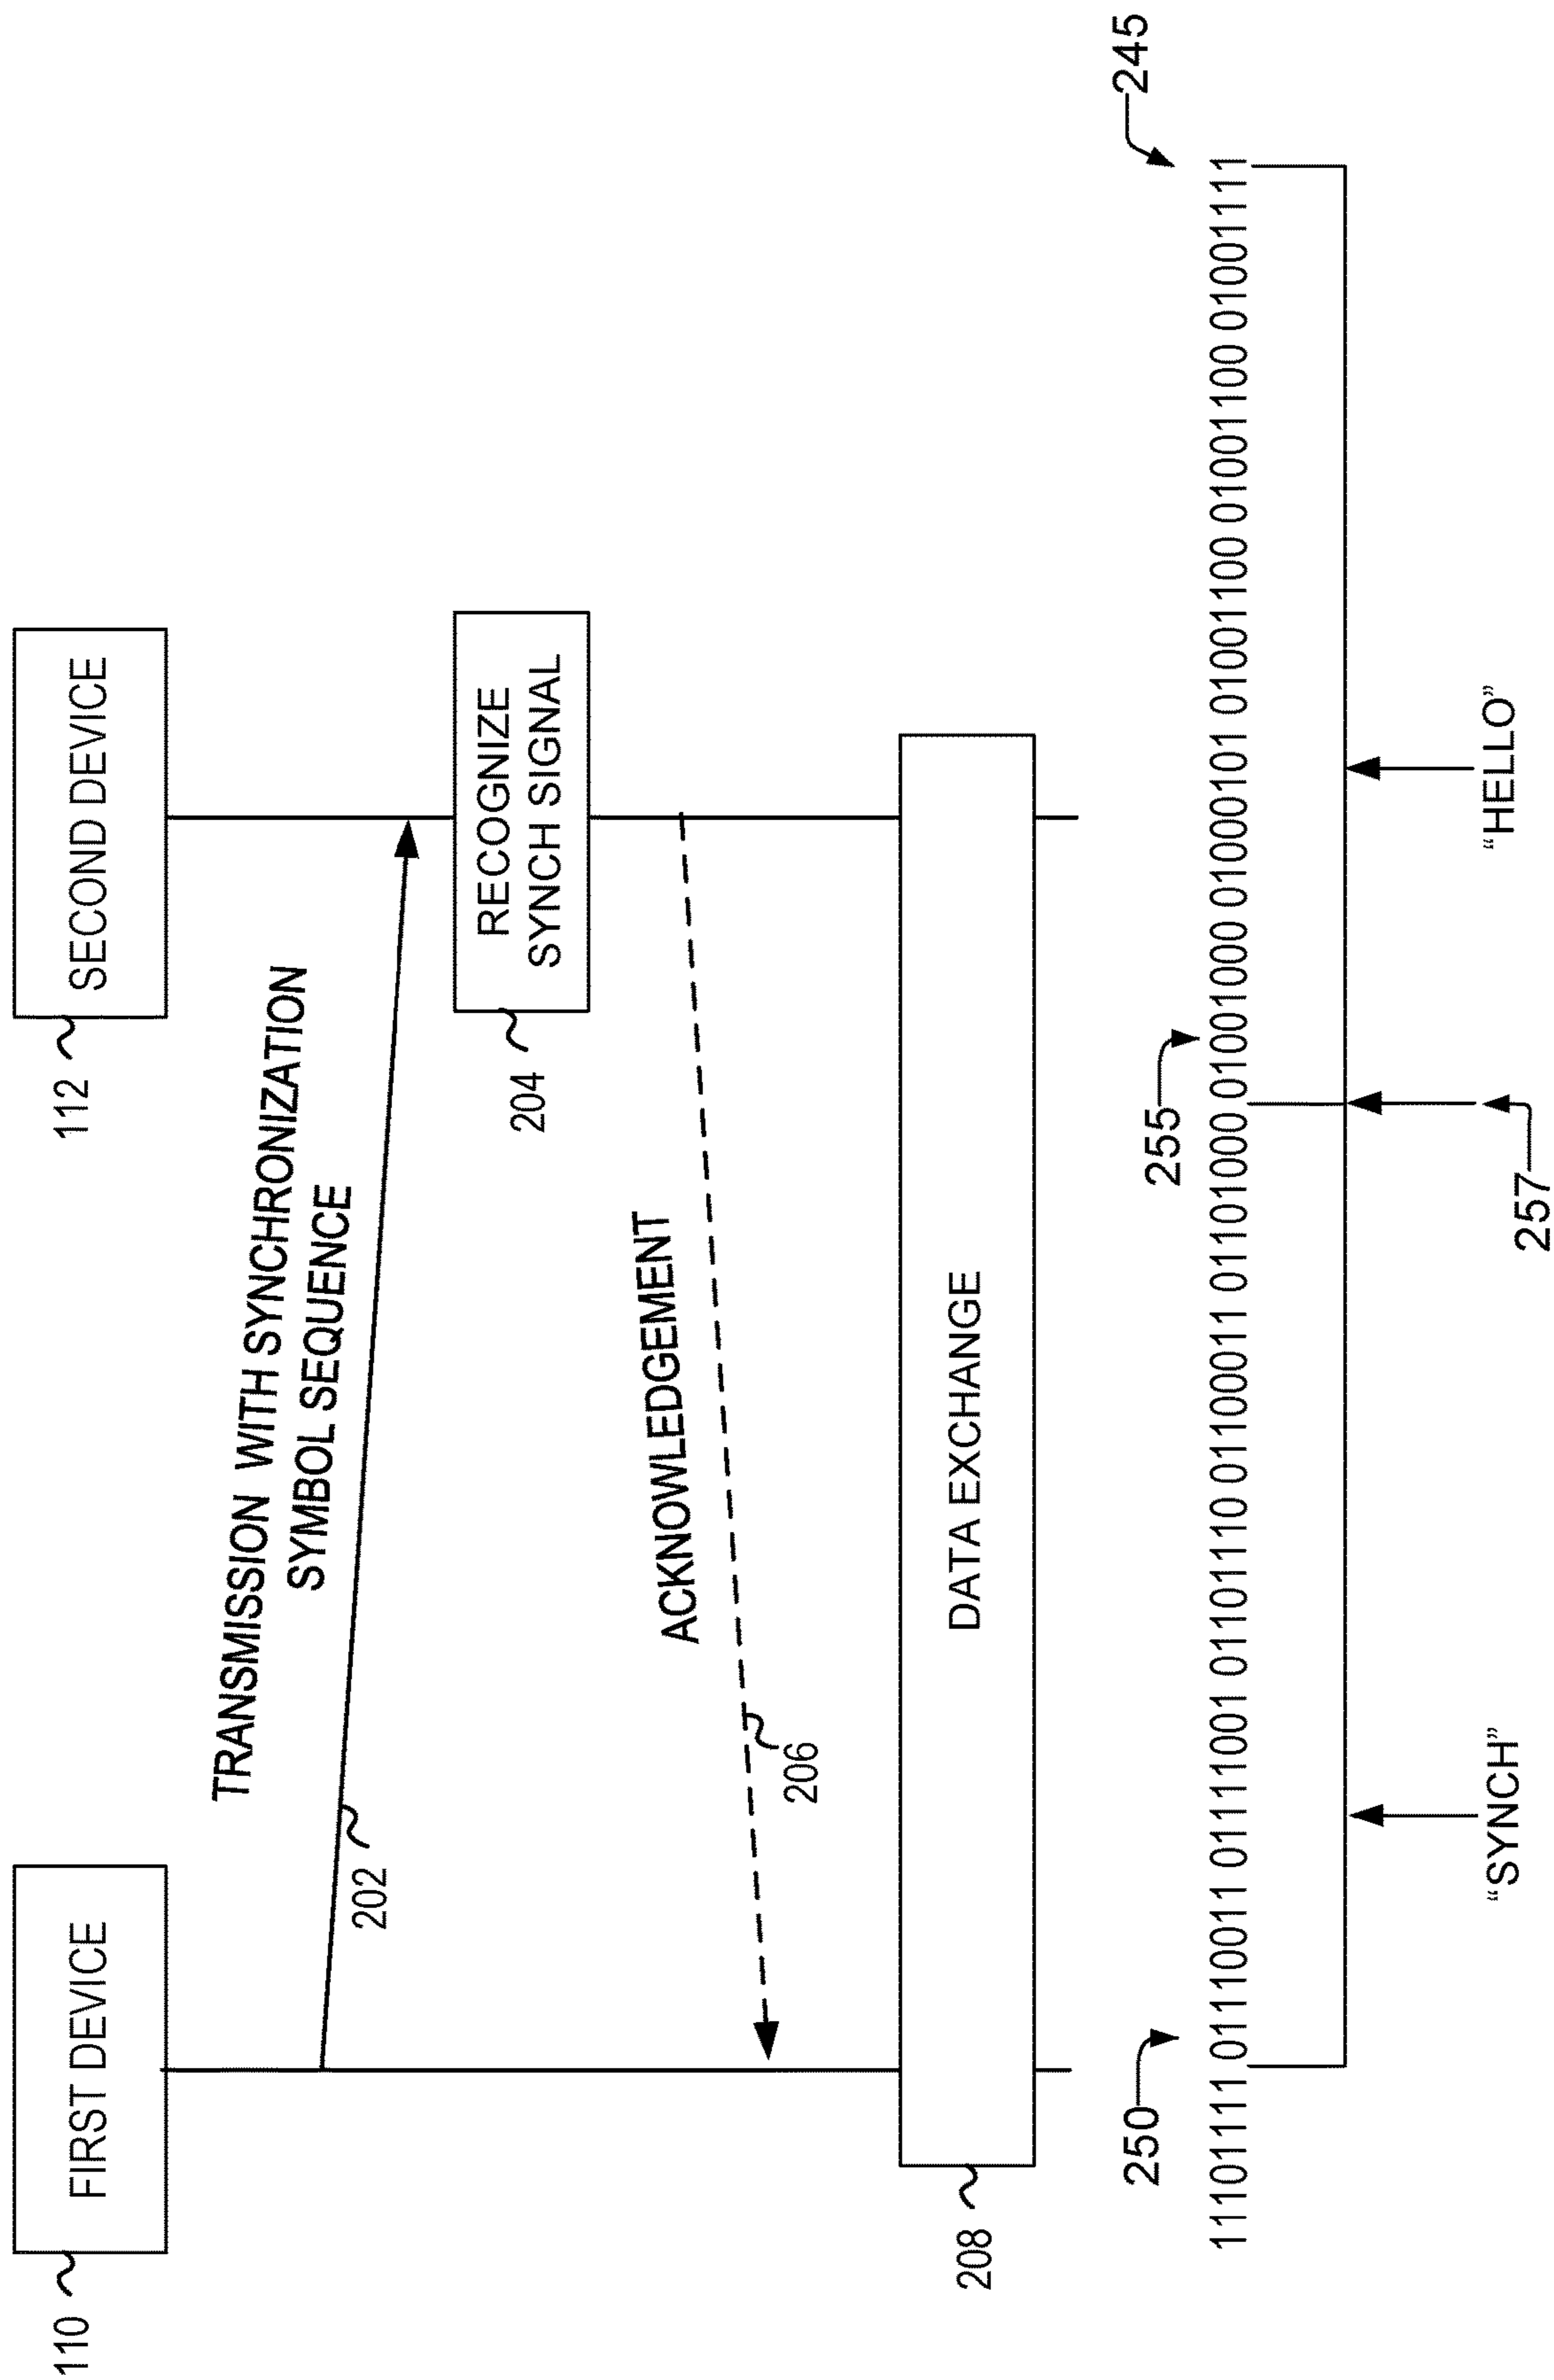 110
FIRST DEVICE
112
SECOND DEVICE
TRANSMISSION WITH SYNCHRONIZATION
SYMBOL SEQUENCE
202
RECOGNIZE
SYNCH SIGNAL
204
ACKNOWLEDGEMENT
206
DATA EXCHANGE
208
250
255
245
11101111 01110011 01111001 01101110 01100011 01101000 01001000 01000101 01001100 01001100 01001111
“SYNCH”
257
“HELLO”